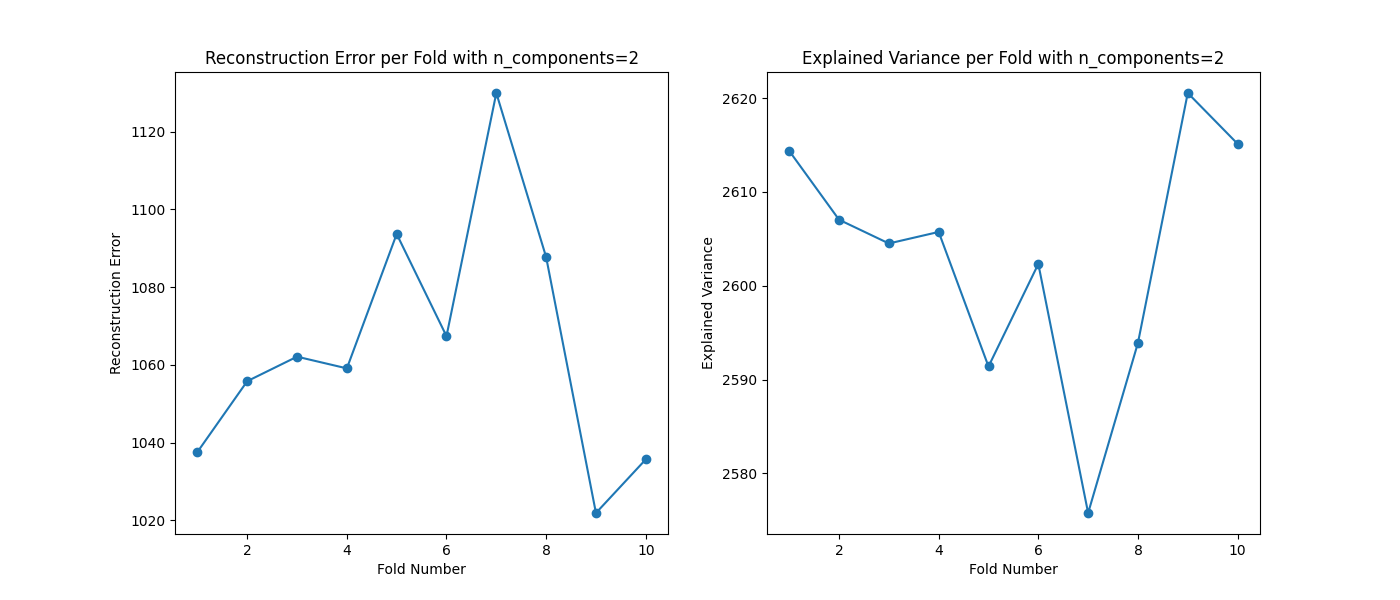 Reconstruction Error per Fold with n_components=2
1120
1100
1080
1060
1040
1020
Reconstruction Error
2 4 6 8 10
Fold Number
Explained Variance per Fold with n_components=2
2620
2610
2600
2590
2580
Explained Variance
2 4 6 8 10
Fold Number